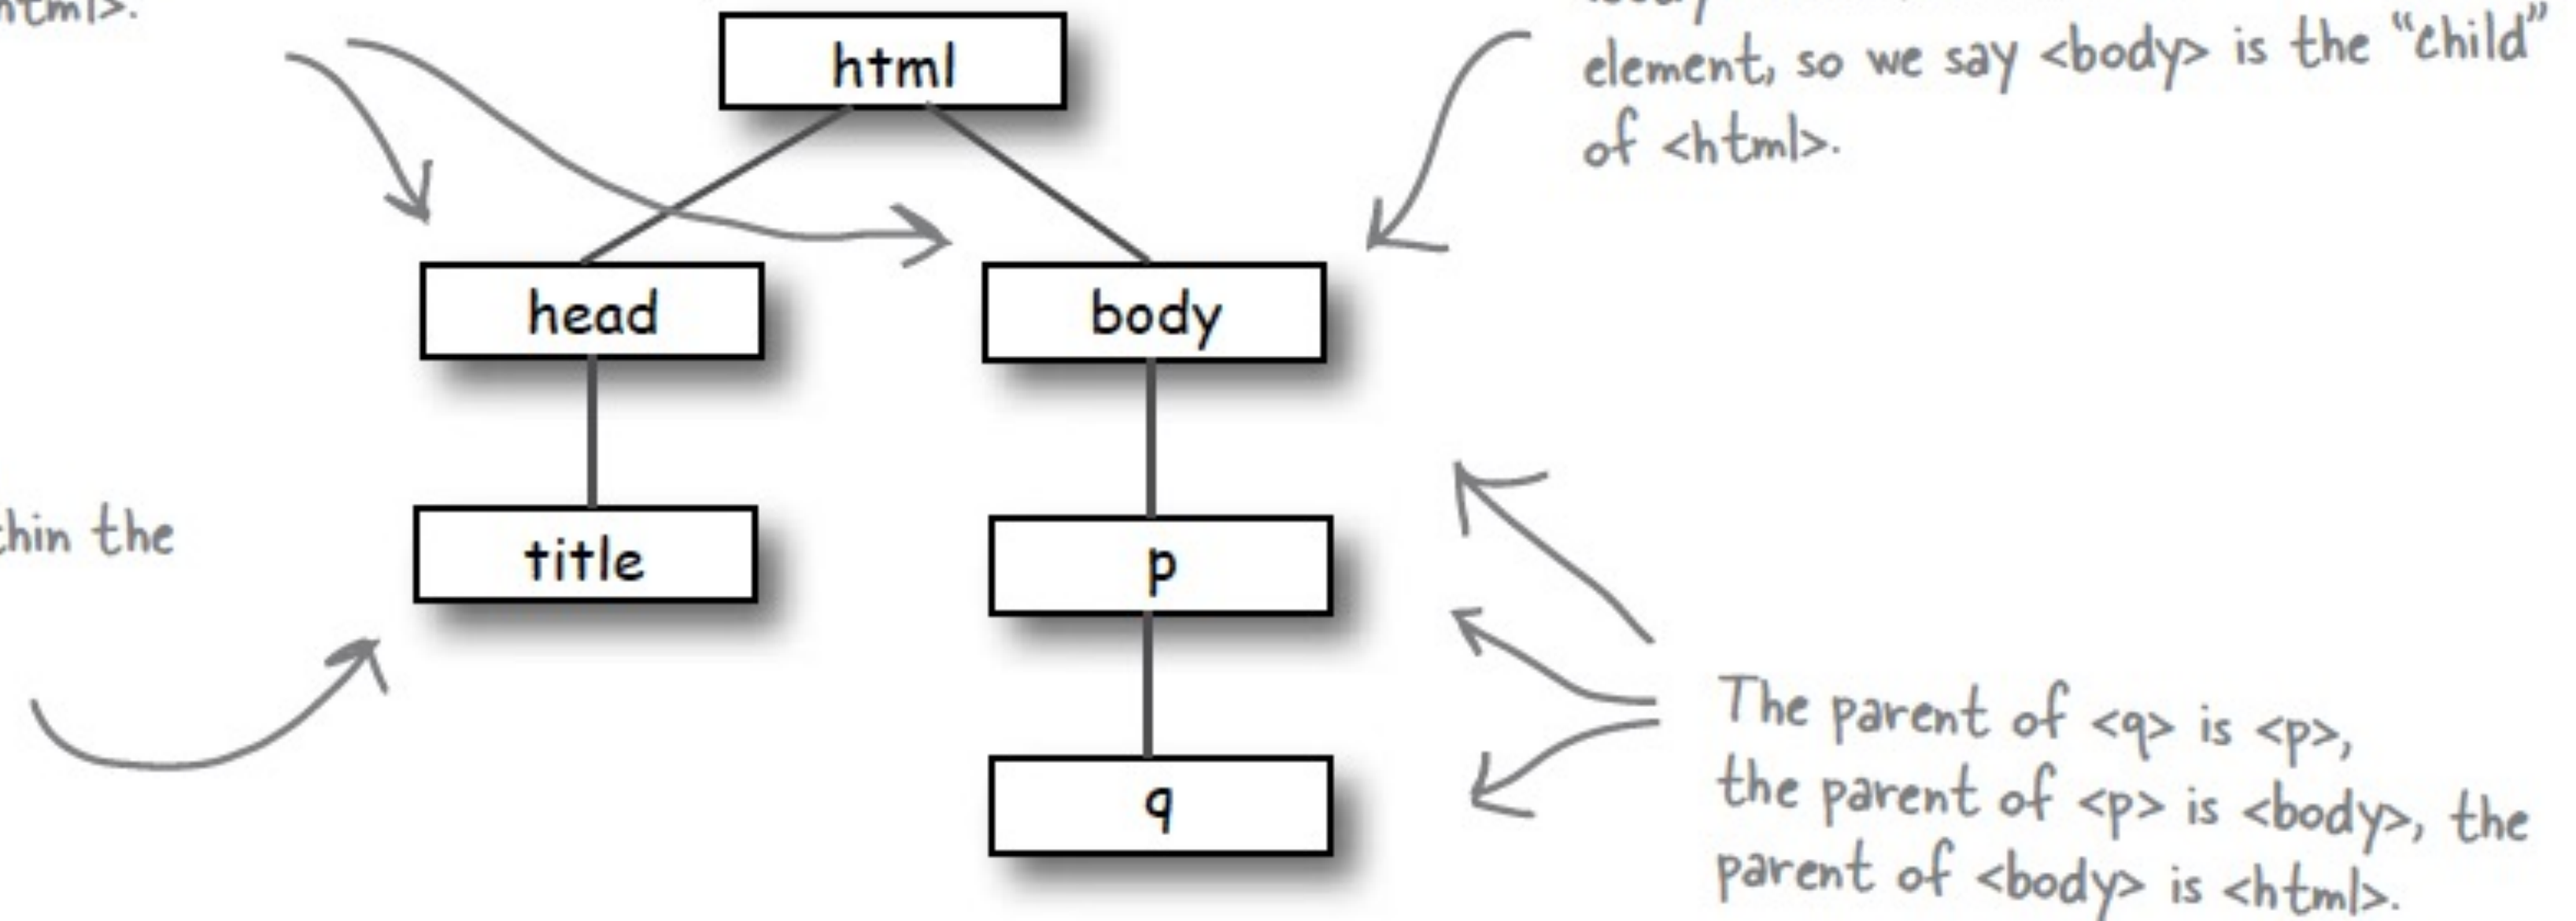 html>.
html
element, so we say <body> is the "child"
of <html>.
head
body
title
p
the
q
The parent of <q> is <p>,
the parent of <p> is <body>, the
parent of <body> is <html>.